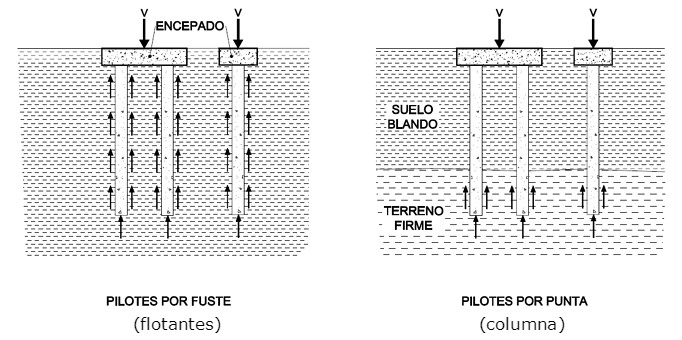 V
V
ENCEPADO
PILOTES POR FUSTE
(flotantes)
V
V
SUELO
BLANDO
TERRENO
FIRME
PILOTES POR PUNTA
(columna)